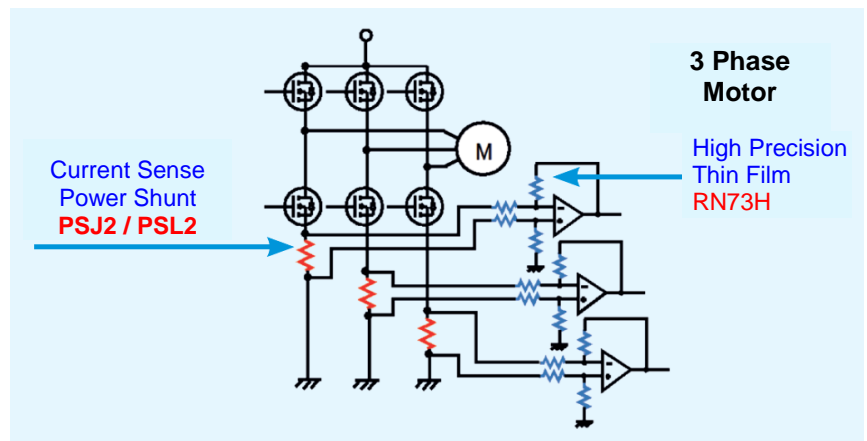 3 Phase
Motor
High Precision
Thin Film
RN73H
Current Sense
Power Shunt
PSJ2 / PSL2
M
-
+
-
+
-
+